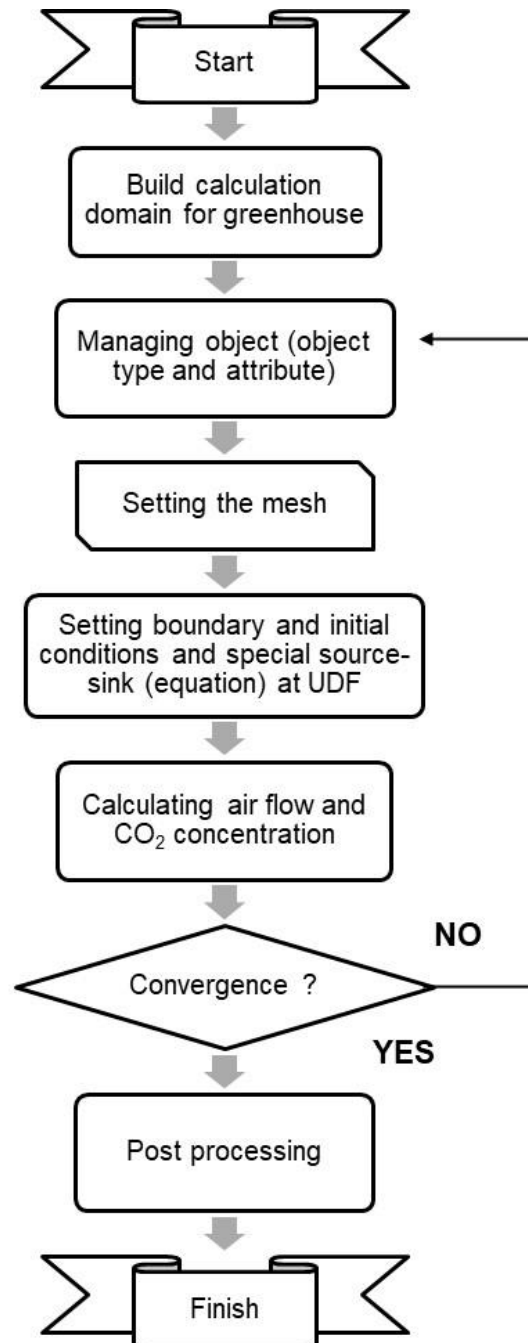 Start
Build calculation
domain for greenhouse
Managing object (object
type and attribute)
Setting the mesh
Setting boundary and initial
conditions and special source-
sink (equation) at UDF
Calculating air flow and
CO₂ concentration
NO
Convergence ?
YES
Post processing
Finish